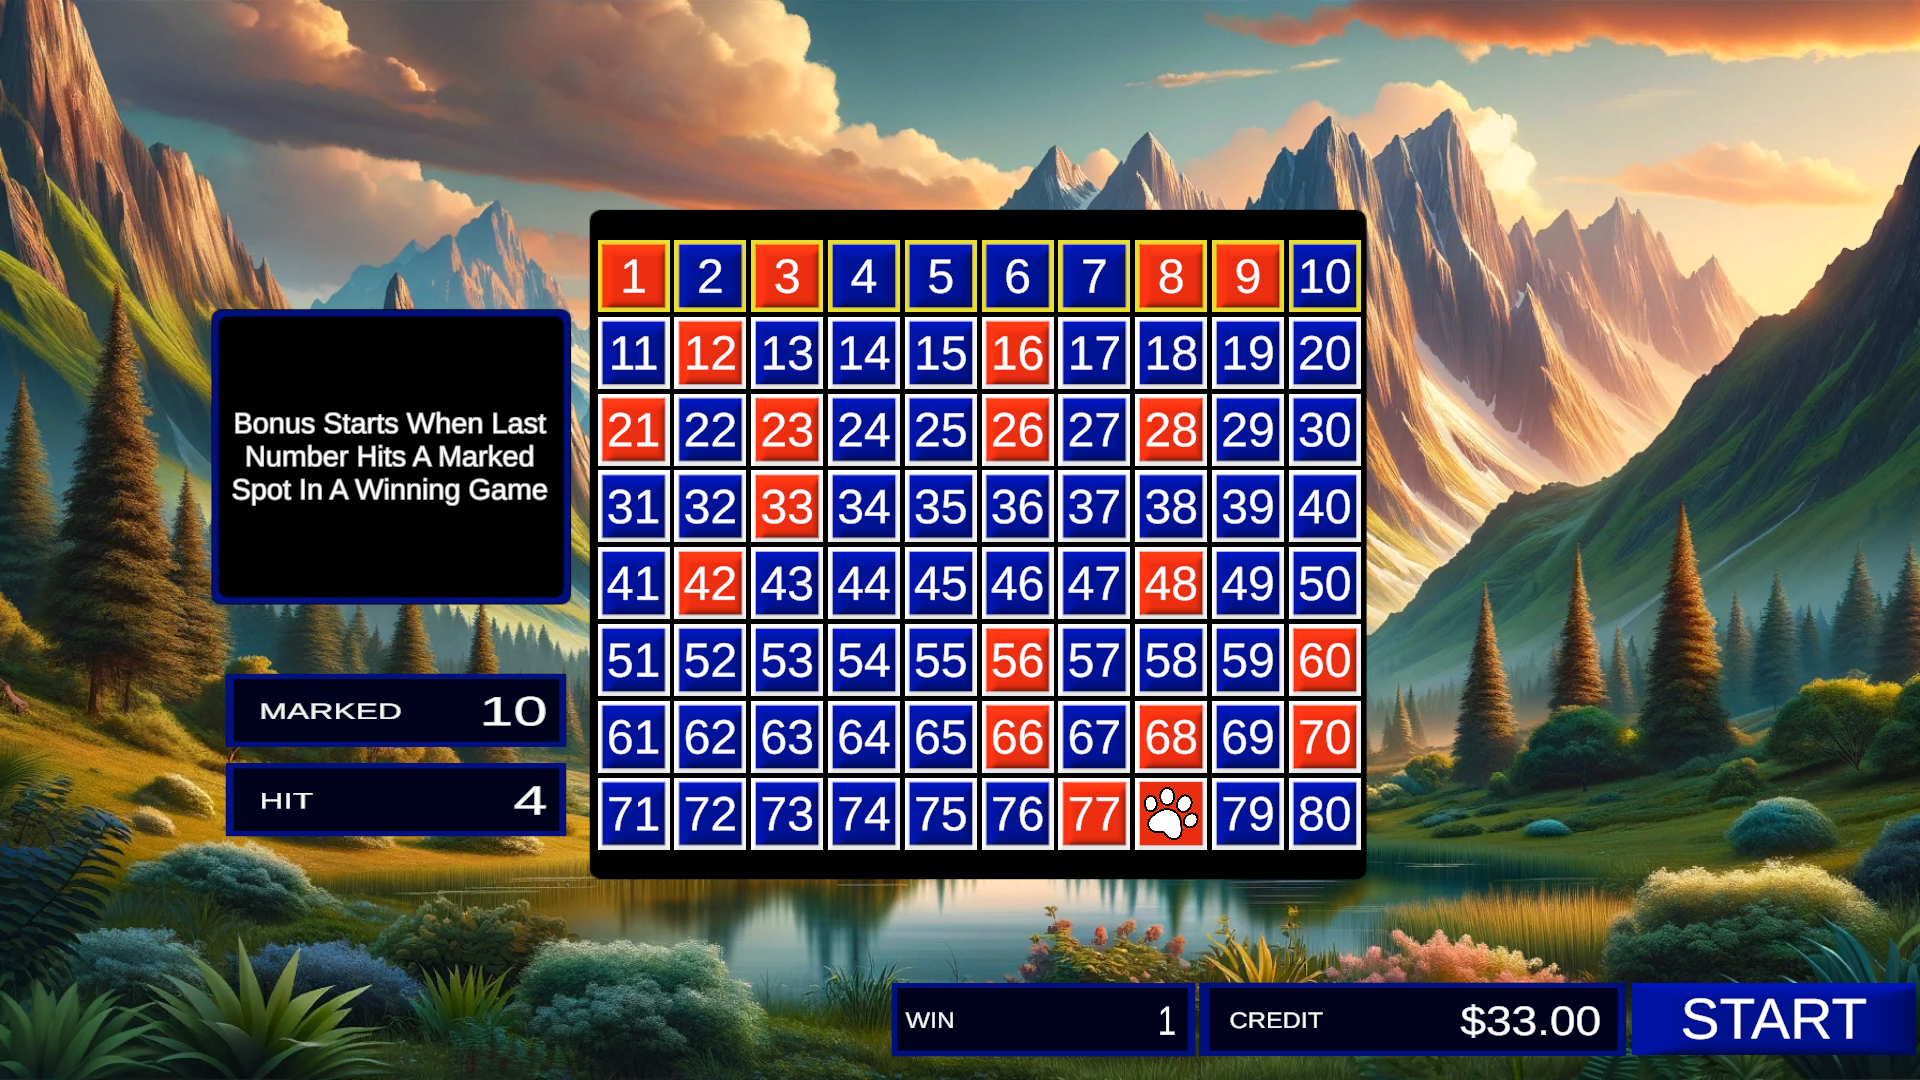 1 2 3 4 5 6 7 8 9 10
11 12 13 14 15 16 17 18 19 20
21 22 23 24 25 26 27 28 29 30
31 32 33 34 35 36 37 38 39 40
41 42 43 44 45 46 47 48 49 50
51 52 53 54 55 56 57 58 59 60
61 62 63 64 65 66 67 68 69 70
71 72 73 74 75 76 77 79 80
Bonus Starts When Last
Number Hits A Marked
Spot In A Winning Game
MARKED 10
HIT 4
WIN 1
CREDIT $33.00
START